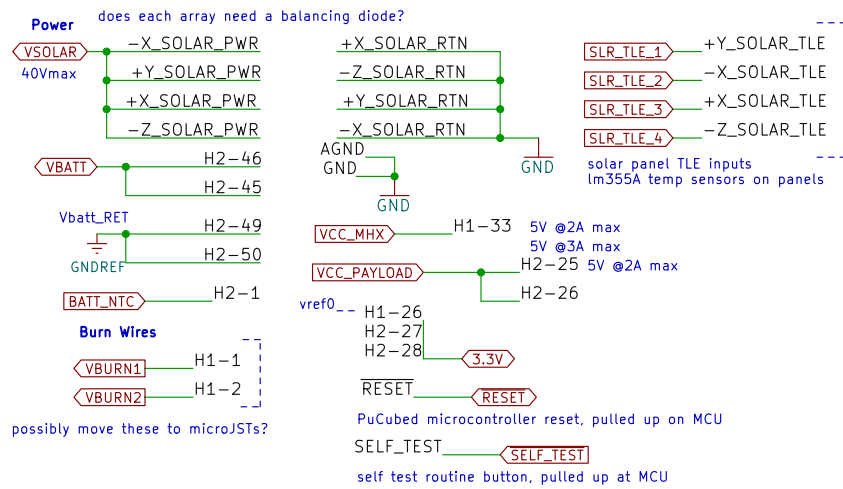 does each array need a balancing diode?
Power
VSOLAR
40Vmax
-X_SOLAR_PWR
+Y_SOLAR_PWR
+X_SOLAR_PWR
-Z_SOLAR_PWR
+X_SOLAR_RTN
-Z_SOLAR_RTN
+Y_SOLAR_RTN
-X_SOLAR_RTN
GND
SLR_TLE_1 +Y_SOLAR_TLE
SLR_TLE_2 -X_SOLAR_TLE
SLR_TLE_3 +X_SOLAR_TLE
SLR_TLE_4 -Z_SOLAR_TLE
solar panel TLE inputs
lm355A temp sensors on panels
VBATT
H2-46
H2-45
AGND
GND
GND
Vbatt_RET
GNDREF
H2-49
H2-50
VCC_MHX H1-33 5V @2A max
5V @3A max
VCC_PAYLOAD H2-25 5V @2A max
H2-26
BATT_NTC H2-1
vref0
H1-26
H2-27
H2-28
3.3V
Burn Wires
VBURN1 H1-1
VBURN2 H1-2
possibly move these to microJSTs?
RESET RESET
PuCubed microcontroller reset, pulled up on MCU
SELF_TEST SELF_TEST
self test routine button, pulled up at MCU